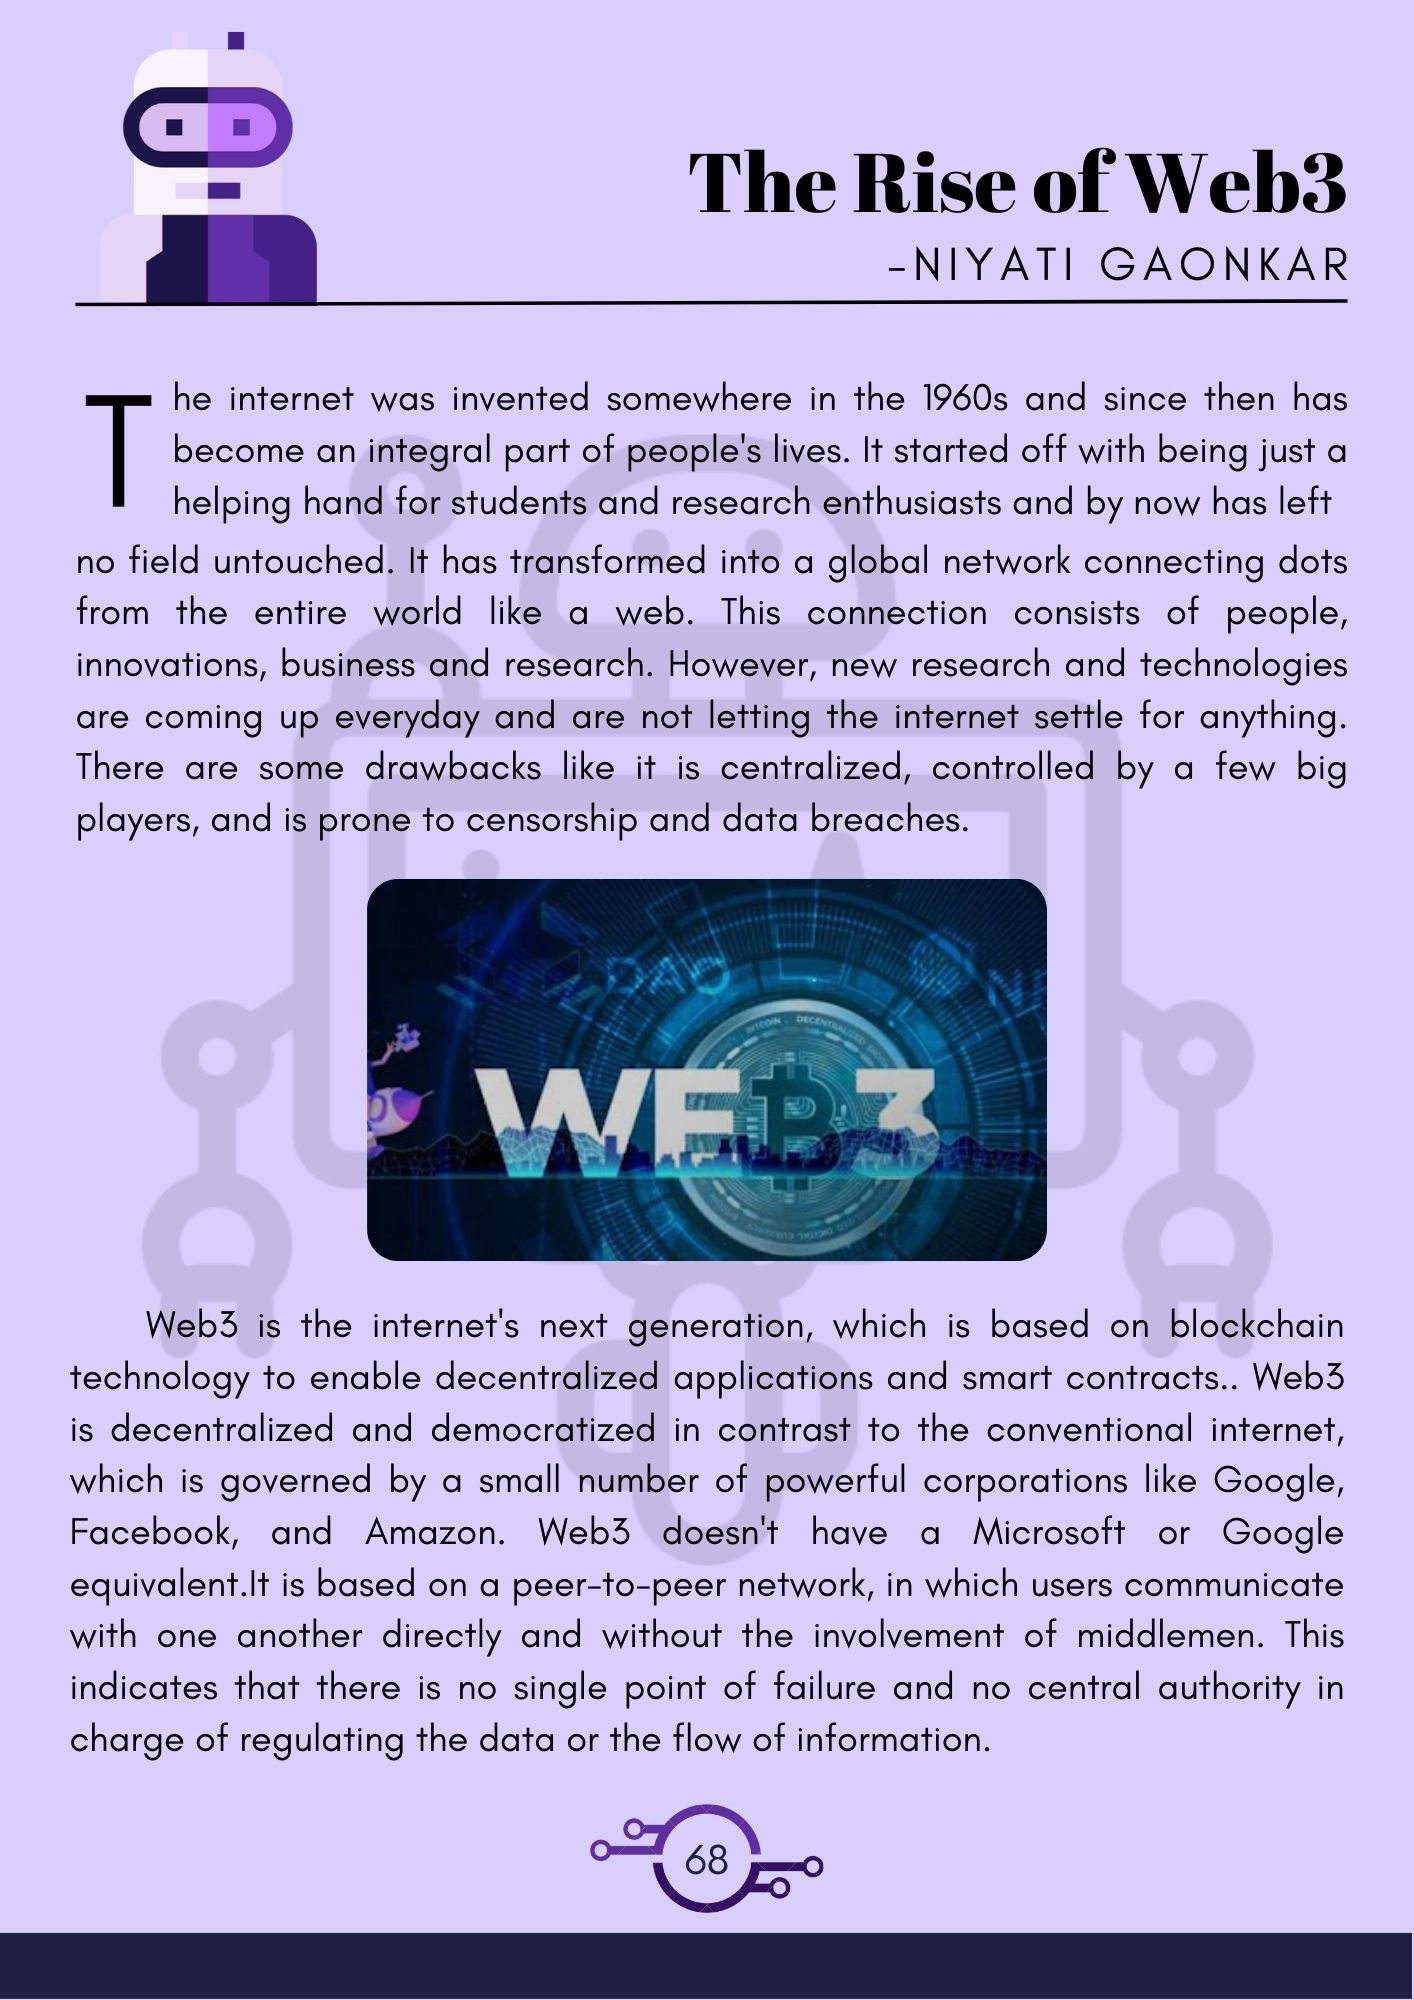 The Rise of Web3
-NIYATI GAONKAR
The internet was invented somewhere in the 1960s and since then has
become an integral part of people's lives. It started off with being just a
helping hand for students and research enthusiasts and by now has left
no field untouched. It has transformed into a global network connecting dots
from the entire world like a web. This connection consists of people,
innovations, business and research. However, new research and technologies
are coming up everyday and are not letting the internet settle for anything.
There are some drawbacks like it is centralized, controlled by a few big
players, and is prone to censorship and data breaches.
DAO
BITCOIN - DECENTRALIZED
WEB3
DIGITAL CURRENCY
Web3 is the internet's next generation, which is based on blockchain
technology to enable decentralized applications and smart contracts.. Web3
is decentralized and democratized in contrast to the conventional internet,
which is governed by a small number of powerful corporations like Google,
Facebook, and Amazon. Web3 doesn't have a Microsoft or Google
equivalent.It is based on a peer-to-peer network, in which users communicate
with one another directly and without the involvement of middlemen. This
indicates that there is no single point of failure and no central authority in
charge of regulating the data or the flow of information.
68